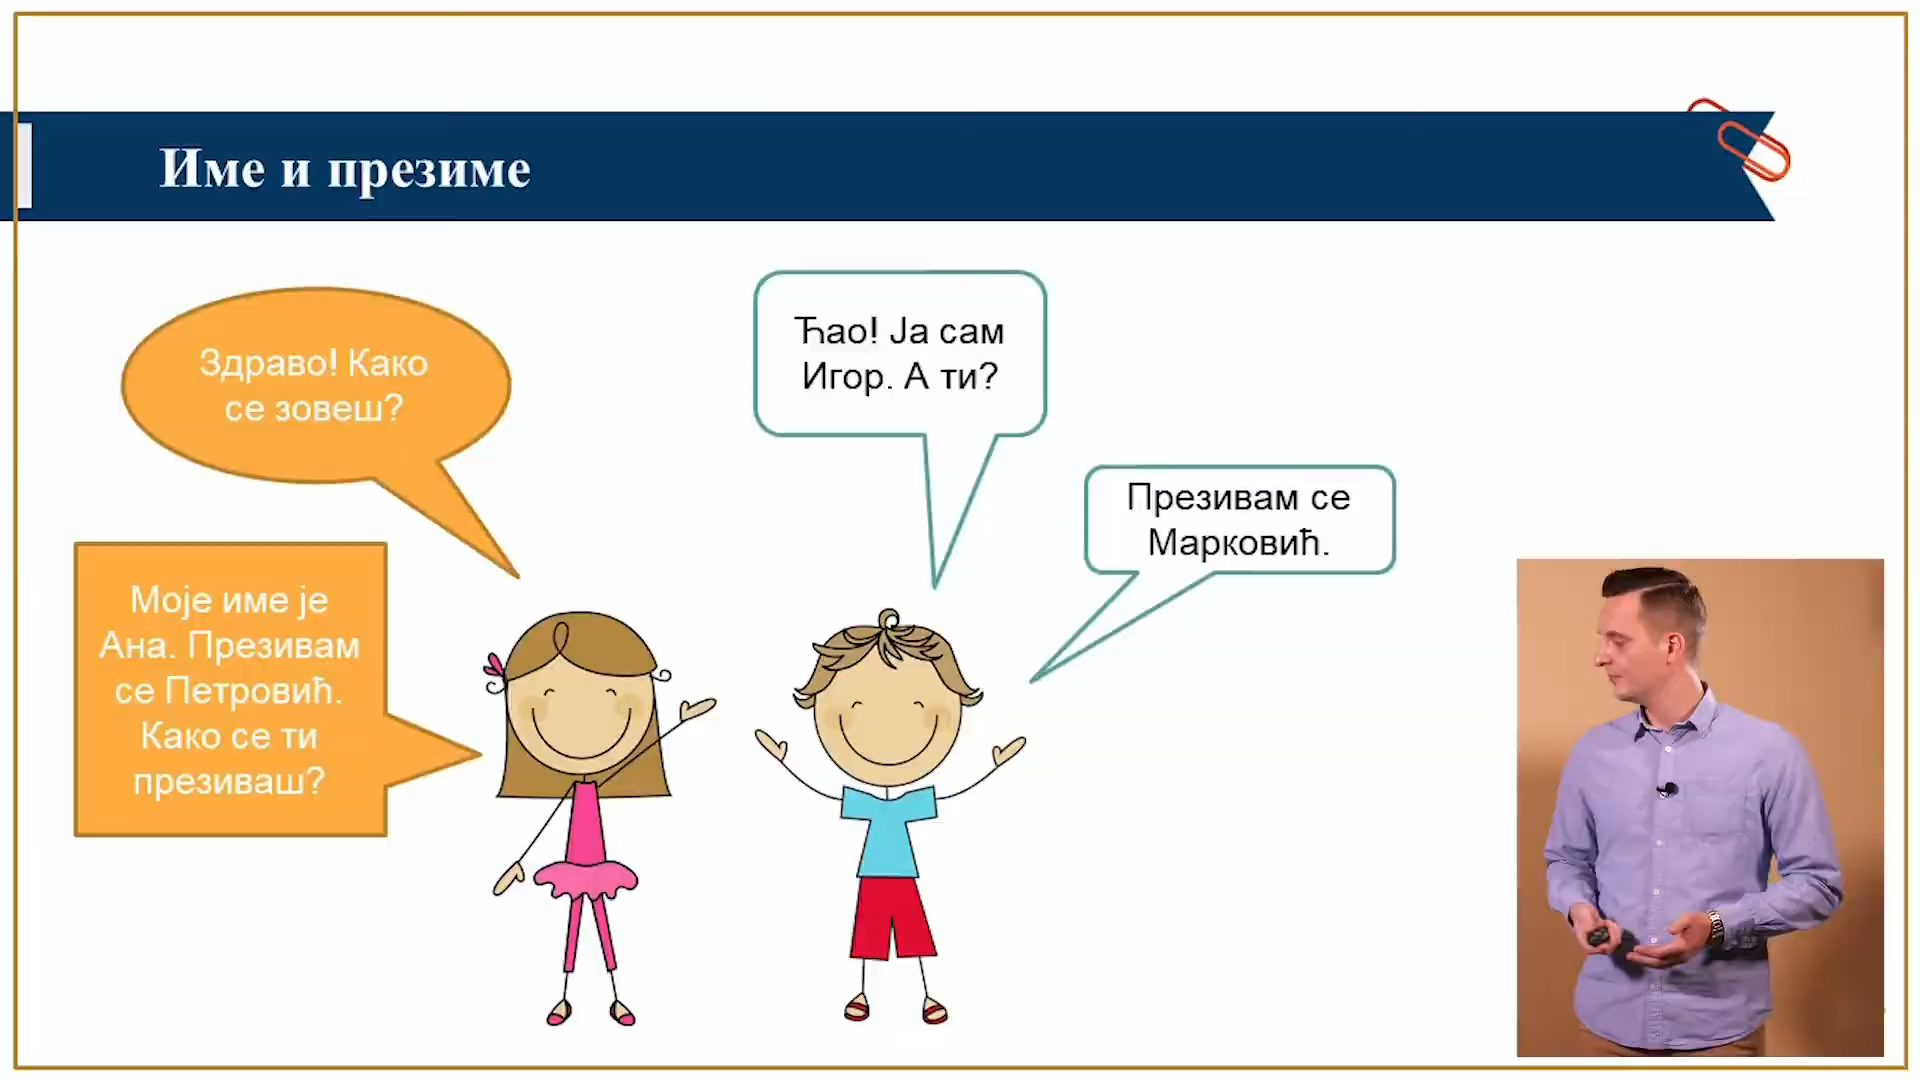 Име и презиме
Здраво! Како
се зовеш?
Ћао! Ја сам
Игор. А ти?
Моје име је
Ана. Презивам
се Петровић.
Како се ти
презиваш?
Презивам се
Марковић.